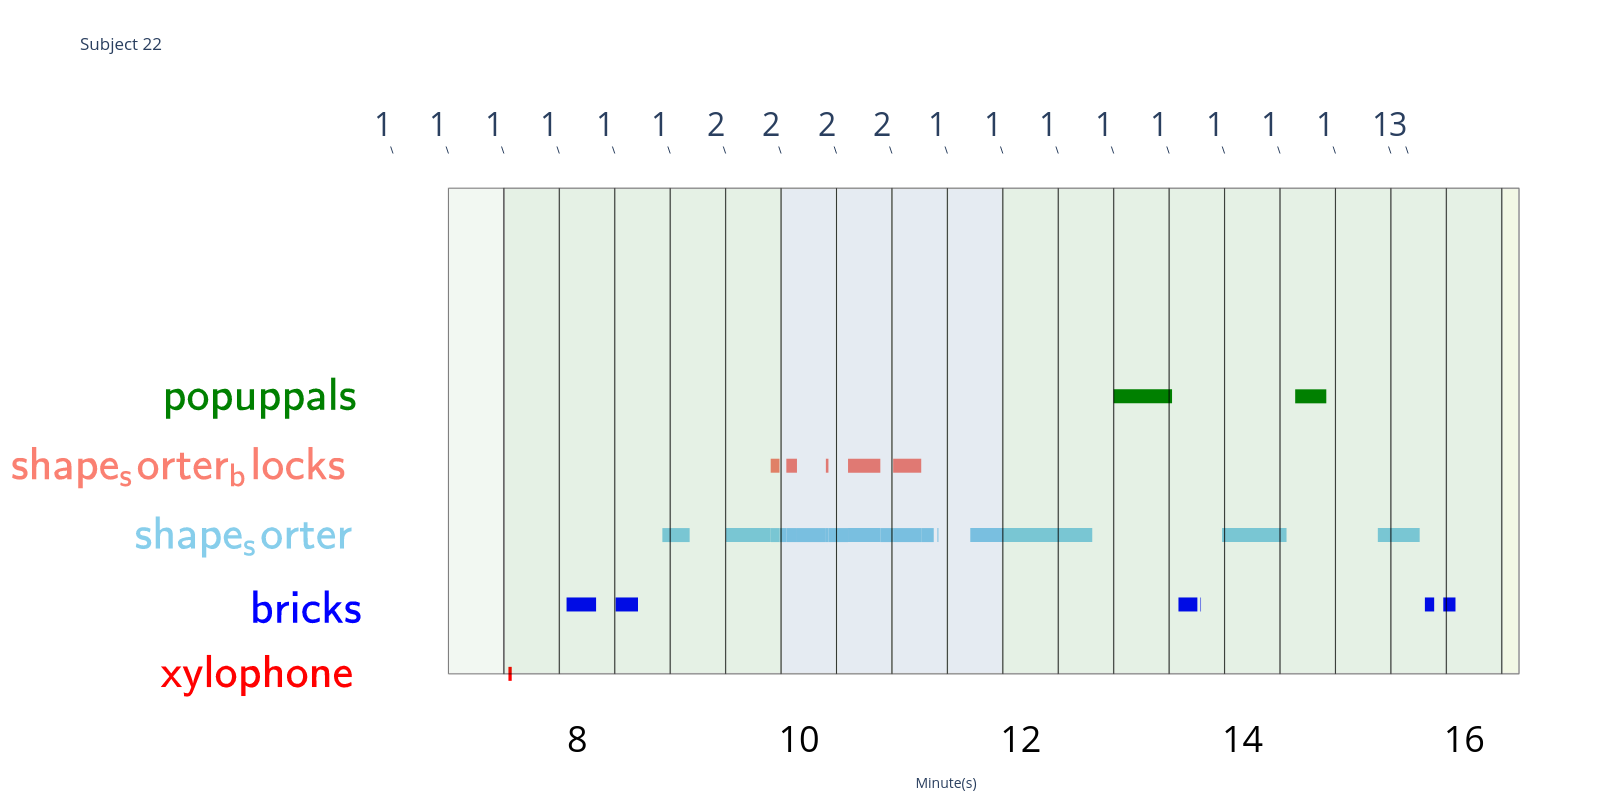 Subject 22
1 1 1 1 1 1 2 2 2 2 1 1 1 1 1 1 1 1 13
popuppals
shapesorterblocks
shapesorter
bricks
xylophone
8 10 12 14 16
Minute(s)